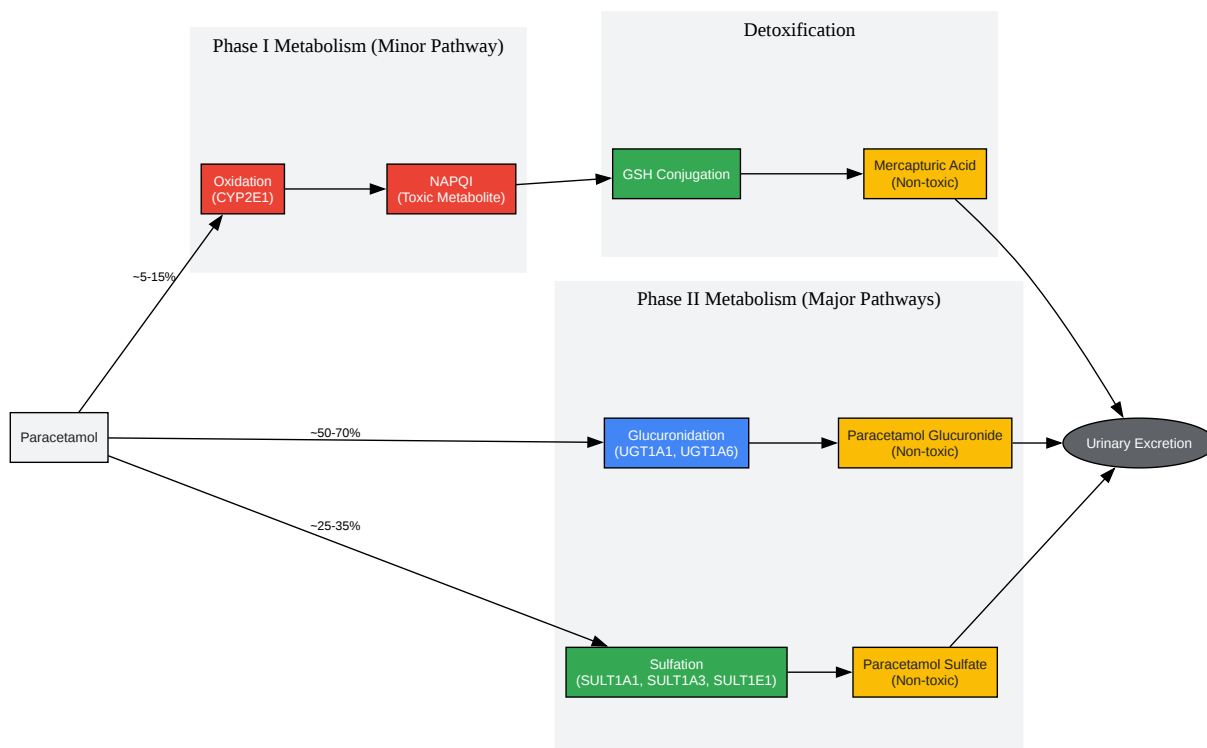 Detoxification
Phase I Metabolism (Minor Pathway)
Oxidation
(CYP2E1)
NAPQI
(Toxic Metabolite)
GSH Conjugation
Mercapturic Acid
(Non-toxic)
~5-15%
Phase II Metabolism (Major Pathways)
Paracetamol
~50-70%
Glucuronidation
(UGT1A1, UGT1A6)
Paracetamol Glucuronide
(Non-toxic)
Urinary Excretion
~25-35%
Sulfation
(SULT1A1, SULT1A3, SULT1E1)
Paracetamol Sulfate
(Non-toxic)